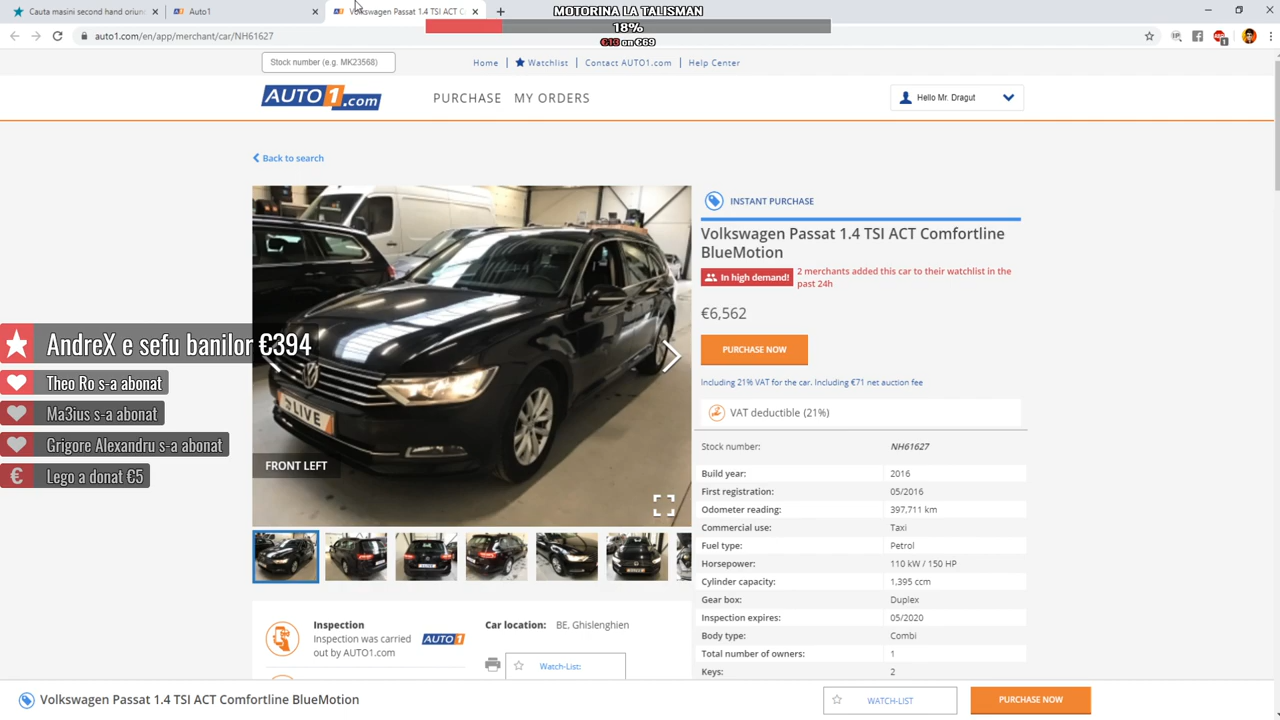 Cauta masini second hand oriun
Auto1
Volkswagen Passat 1.4 TSI ACT C
MOTORINA LA TALISMAN
18%
€13 on €69
auto1.com/en/app/merchant/car/NH61627
Stock number (e.g. MK23568)
Home
Watchlist
Contact AUTO1.com
Help Center
AUTO1.com
PURCHASE
MY ORDERS
Hello Mr. Dragut
Back to search
INSTANT PURCHASE
Volkswagen Passat 1.4 TSI ACT Comfortline
BlueMotion
In high demand!
2 merchants added this car to their watchlist in the
past 24h
€6,562
PURCHASE NOW
Including 21% VAT for the car. Including €71 net auction fee
VAT deductible (21%)
Stock number: NH61627
Build year: 2016
First registration: 05/2016
Odometer reading: 397,711 km
Commercial use: Taxi
Fuel type: Petrol
Horsepower: 110 kW / 150 HP
Cylinder capacity: 1,395 ccm
Gear box: Duplex
Inspection expires: 05/2020
Body type: Combi
Total number of owners: 1
Keys: 2
AndreX e sefu banilor €394
Theo Ro s-a abonat
Ma3ius s-a abonat
Grigore Alexandru s-a abonat
€ Lego a donat €5
LIVE
FRONT LEFT
Inspection
Inspection was carried
out by AUTO1.com
AUTO1
Car location: BE, Ghislenghien
Watch-List:
Volkswagen Passat 1.4 TSI ACT Comfortline BlueMotion
WATCH-LIST
PURCHASE NOW